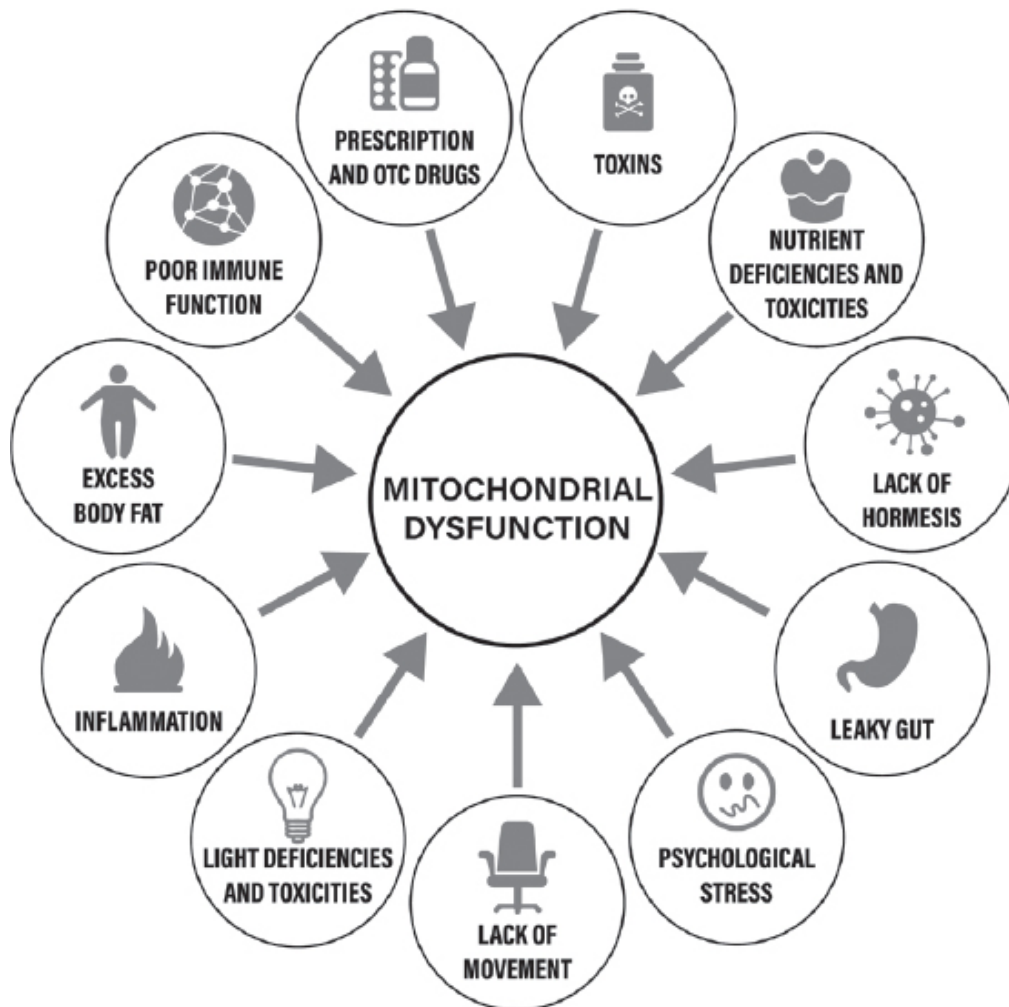 PRESCRIPTION
AND OTC DRUGS
TOXINS
NUTRIENT
DEFICIENCIES AND
TOXICITIES
LACK OF
HORMESIS
LEAKY GUT
PSYCHOLOGICAL
STRESS
LACK OF
MOVEMENT
LIGHT DEFICIENCIES
AND TOXICITIES
INFLAMMATION
EXCESS
BODY FAT
POOR IMMUNE
FUNCTION
MITOCHONDRIAL
DYSFUNCTION